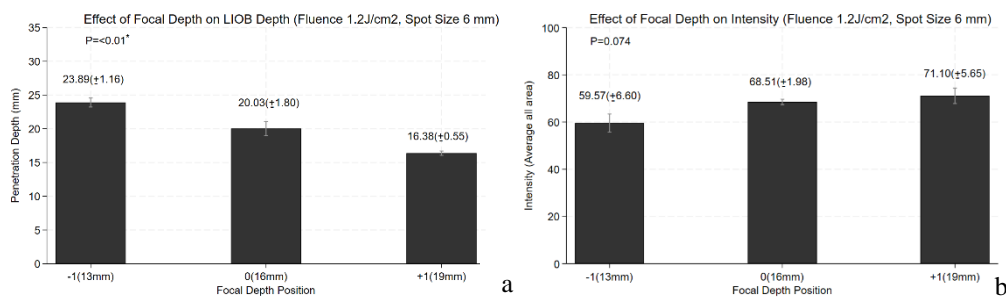 Effect of Focal Depth on LIOB Depth (Fluence 1.2J/cm2, Spot Size 6 mm)
P=<0.01*
35
30
25
20
15
10
5
0
Penetration Depth (mm)
23.89(±1.16)
20.03(±1.80)
16.38(±0.55)
-1(13mm)
0(16mm)
+1(19mm)
Focal Depth Position
a
Effect of Focal Depth on Intensity (Fluence 1.2J/cm2, Spot Size 6 mm)
P=0.074
100
80
60
40
20
0
Intensity (Average all area)
59.57(±6.60)
68.51(±1.98)
71.10(±5.65)
-1(13mm)
0(16mm)
+1(19mm)
Focal Depth Position
b